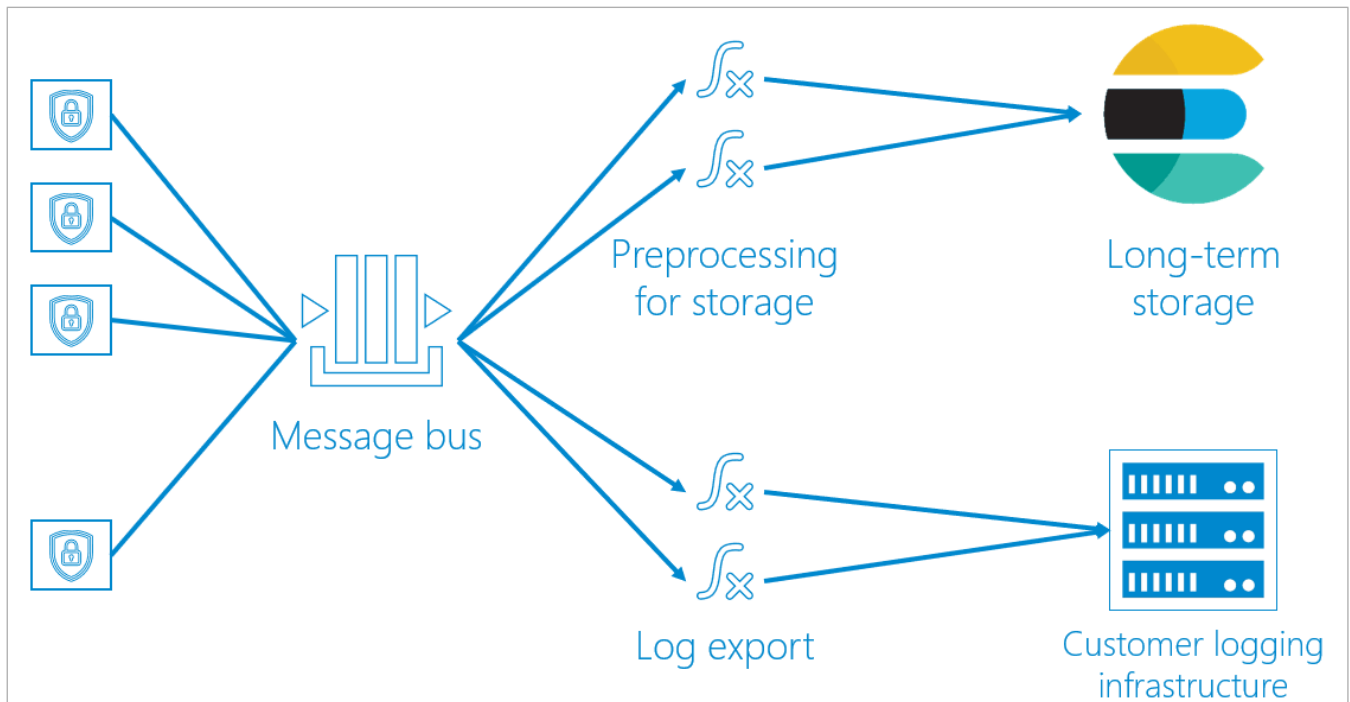 Preprocessing
for storage
Long-term
storage
Message bus
Log export
Customer logging
infrastructure